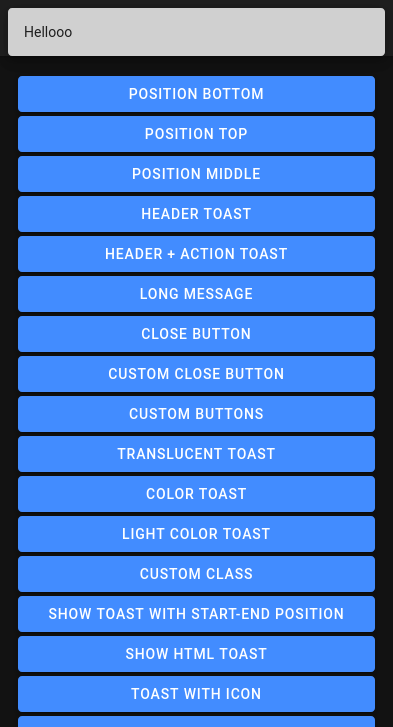 Hellooo
POSITION BOTTOM
POSITION TOP
POSITION MIDDLE
HEADER TOAST
HEADER + ACTION TOAST
LONG MESSAGE
CLOSE BUTTON
CUSTOM CLOSE BUTTON
CUSTOM BUTTONS
TRANSLUCENT TOAST
COLOR TOAST
LIGHT COLOR TOAST
CUSTOM CLASS
SHOW TOAST WITH START-END POSITION
SHOW HTML TOAST
TOAST WITH ICON